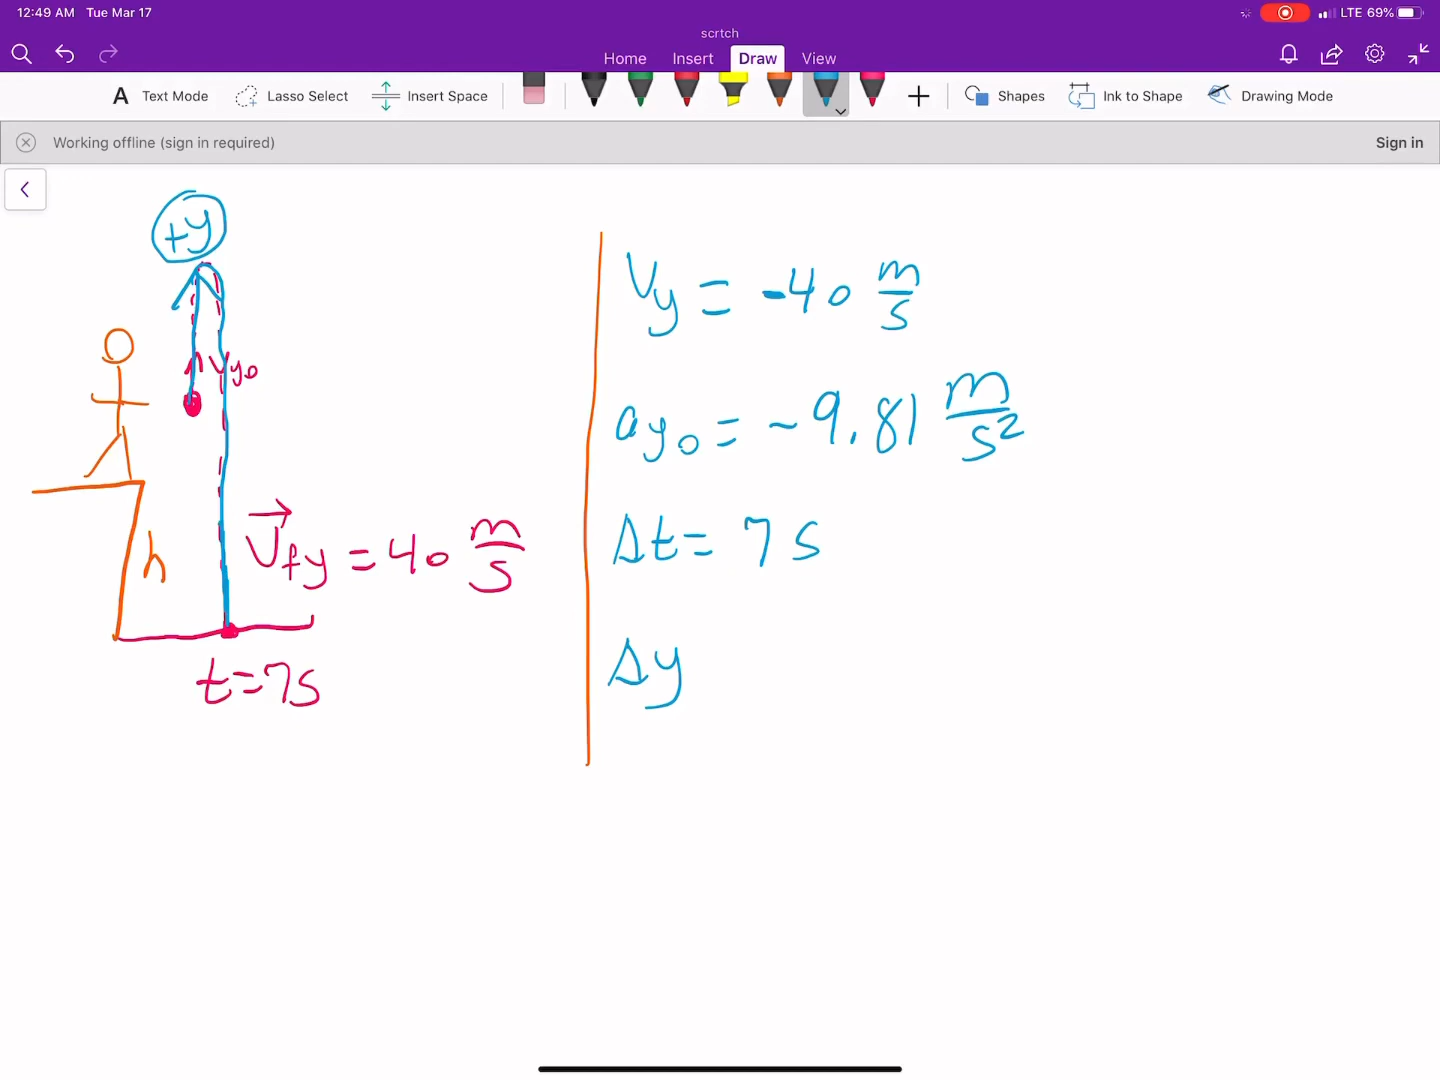 12:49 AM Tue Mar 17
LTE 69%
scrtch
Home Insert Draw View
A Text Mode Lasso Select Insert Space Shapes Ink to Shape Drawing Mode
Working offline (sign in required) Sign in
+y
Vy = -40 m/s
Vyo
ayo = -9.81 m/s²
h
Vfy = 40 m/s
Δt = 7s
t=7s
Δy